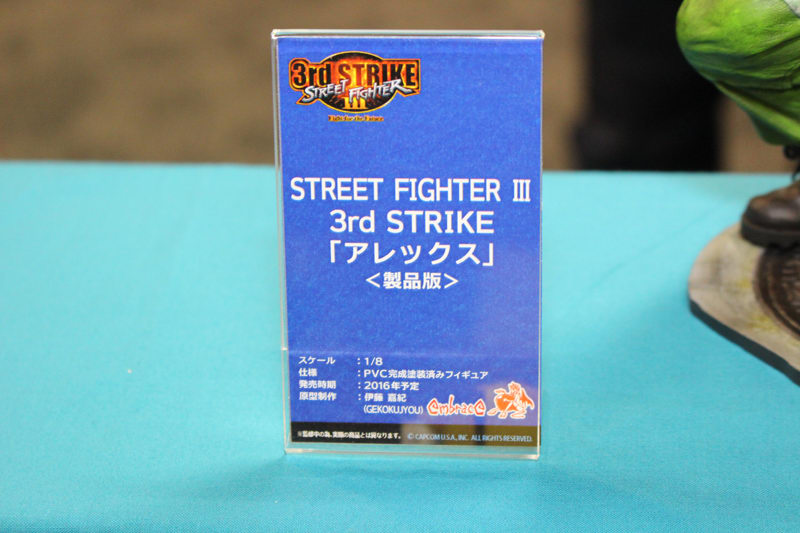 3rd STRIKE
STREET FIGHTER
III
Fight for the Future
STREET FIGHTER Ⅲ
3rd STRIKE
「アレックス」
＜製品版＞
スケール ：1/8
仕様 ：PVC完成塗装済みフィギュア
発売時期 ：2016年予定
原型制作 ：伊藤 嘉紀
(GEKOKUJYOU) embrace
※監修中の為、実際の商品とは異なります。 © CAPCOM U.S.A., INC. ALL RIGHTS RESERVED.